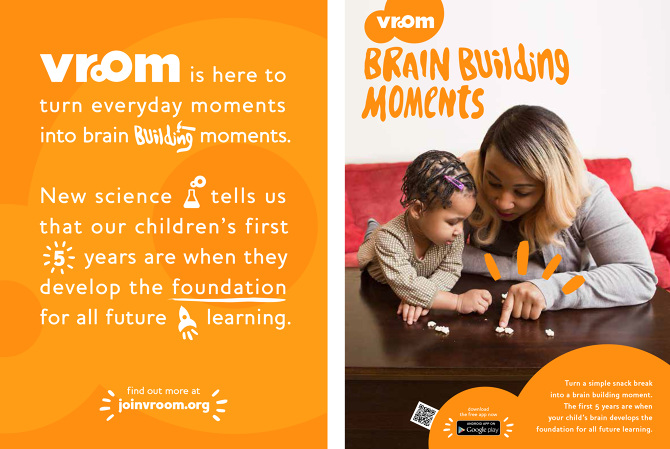 vroom is here to
turn everyday moments
into brain Building moments.
New science tells us
that our children's first
5 years are when they
develop the foundation
for all future learning.
find out more at
joinvroom.org
vroom
BRAIN BUilding
MOMENTS
download
the free app now
ANDROID APP ON
Google play
Turn a simple snack break
into a brain building moment.
The first 5 years are when
your child's brain develops the
foundation for all future learning.